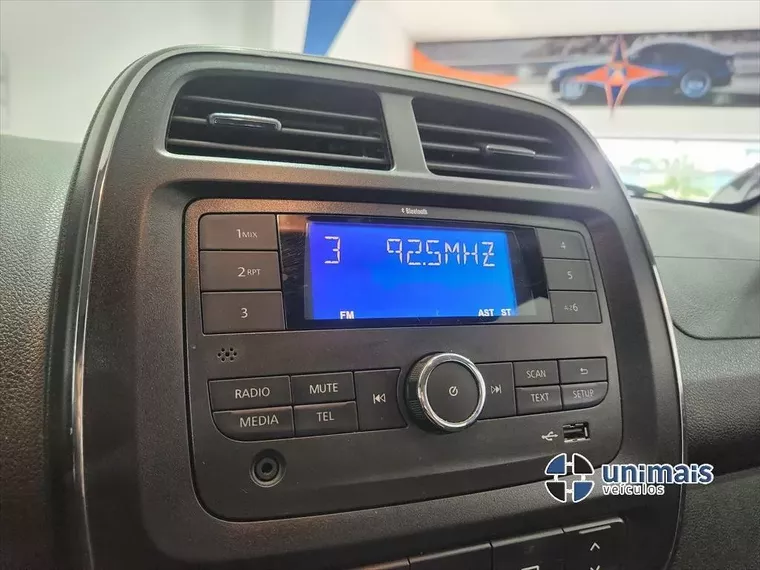 Bluetooth
1MIX
3 92.5MHZ
4
2RPT
5
3
6
FM
AST ST
RADIO
MUTE
SCAN
MEDIA
TEL
TEXT
SETUP
unimais
veículos